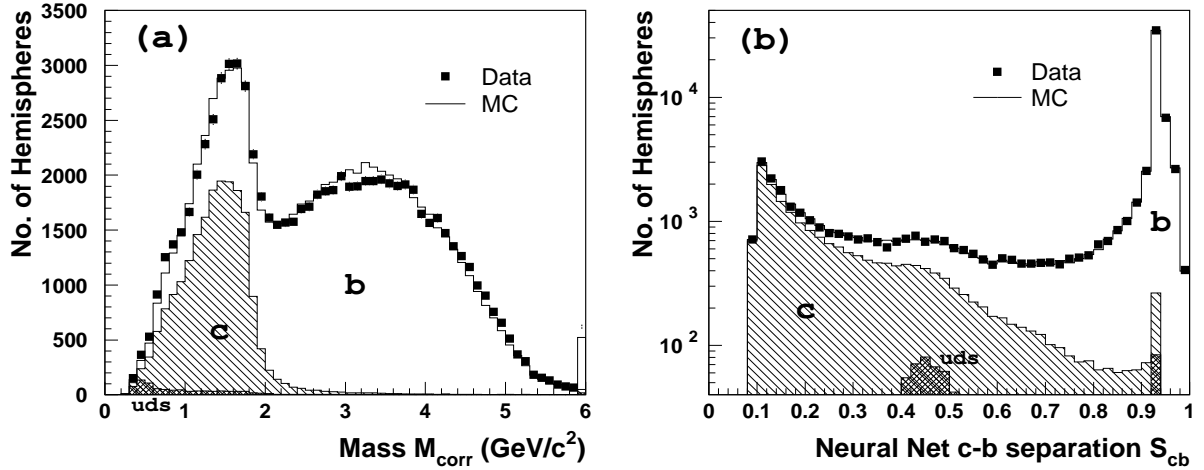 (a)
No. of Hemispheres
3500
3000
2500
2000
1500
1000
500
0
Data
MC
c
b
uds
0 1 2 3 4 5 6
Mass M_corr (GeV/c²)
(b)
No. of Hemispheres
10⁴
10³
10²
Data
MC
b
c
uds
0 0.1 0.2 0.3 0.4 0.5 0.6 0.7 0.8 0.9 1
Neural Net c-b separation S_cb